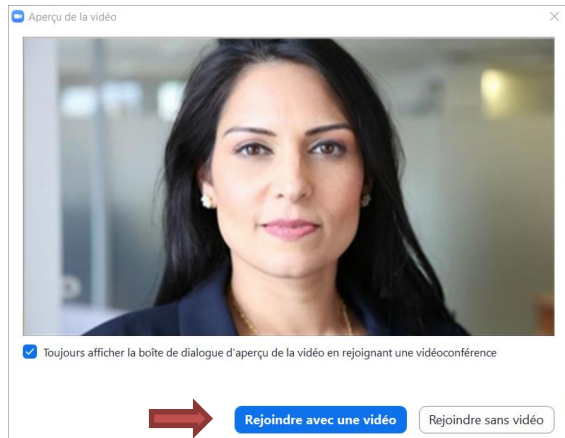 Aperçu de la vidéo
Toujours afficher la boîte de dialogue d'aperçu de la vidéo en rejoignant une vidéoconférence
Rejoindre avec une vidéo
Rejoindre sans vidéo